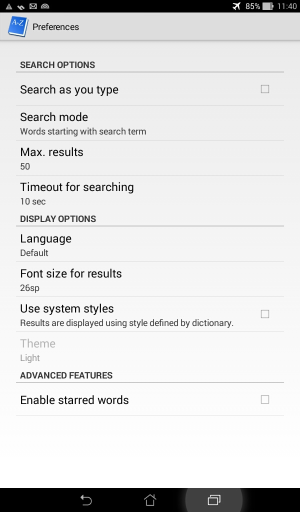 85% 11:40
A-Z Preferences
SEARCH OPTIONS
Search as you type
Search mode
Words starting with search term
Max. results
50
Timeout for searching
10 sec
DISPLAY OPTIONS
Language
Default
Font size for results
26sp
Use system styles
Results are displayed using style defined by dictionary.
Theme
Light
ADVANCED FEATURES
Enable starred words